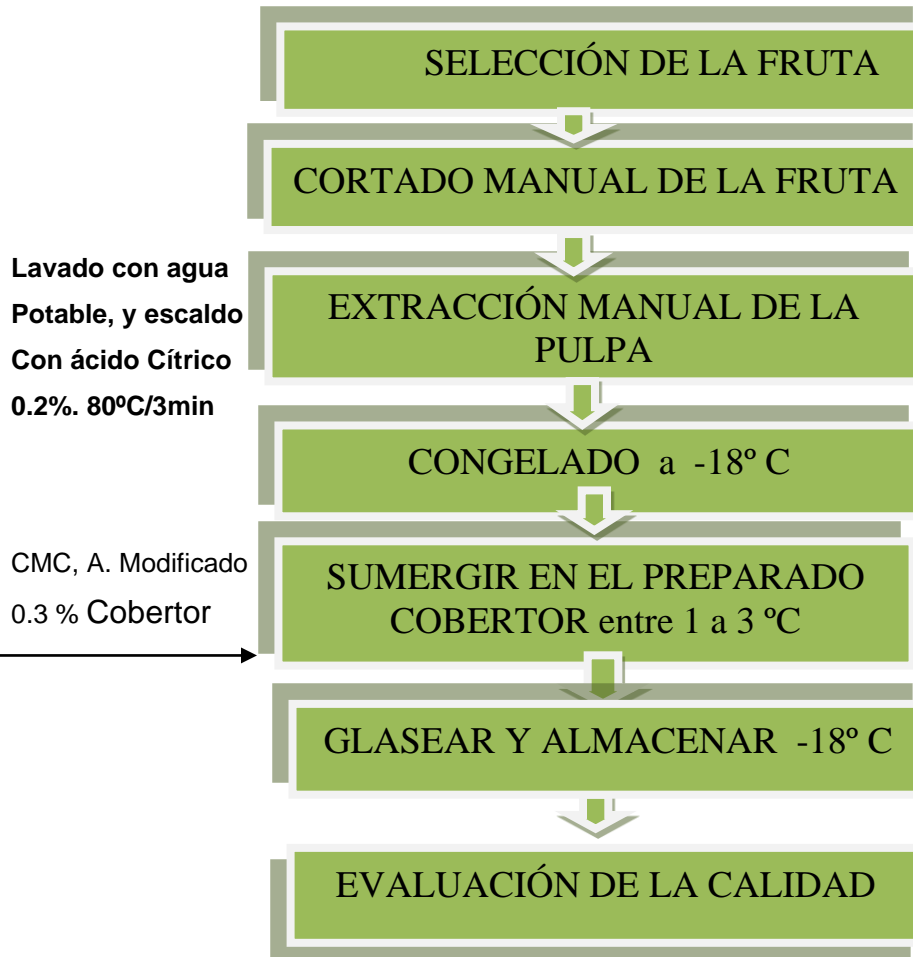 SELECCIÓN DE LA FRUTA
CORTADO MANUAL DE LA FRUTA
Lavado con agua
Potable, y escaldo
Con ácido Cítrico
0.2%. 80ºC/3min
EXTRACCIÓN MANUAL DE LA
PULPA
CONGELADO a -18º C
CMC, A. Modificado
0.3 % Cobertor
SUMERGIR EN EL PREPARADO
COBERTOR entre 1 a 3 ºC
GLASEAR Y ALMACENAR -18º C
EVALUACIÓN DE LA CALIDAD